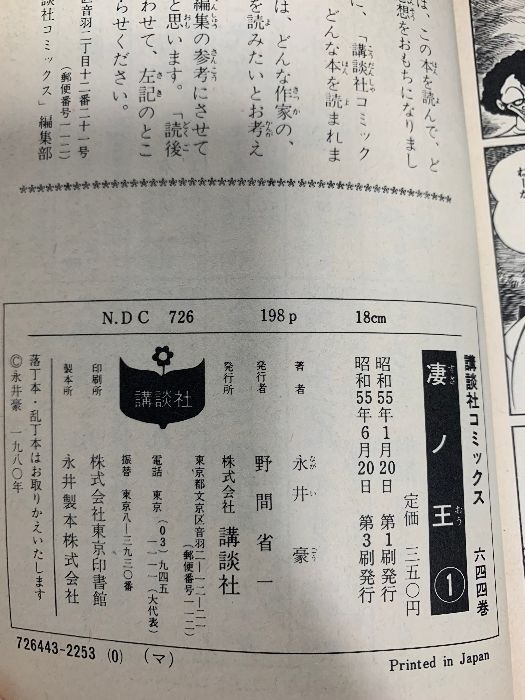 は、この本を読んで、ど
想をおもちになりまし
「講談社コミック
どんな本を読まれま
は、どんな作家の、
を読みたいとお考え
編集の参考にさせて
と思います。「読後
わせて、左記のとこ
らせください。
区音羽二丁目十二番二十一号
(郵便番号一一二)
談社コミックス」編集部
N.D C 726 198p 18cm
講談社コミックス 六四四巻
凄ノ王 1
すさ おう
定価 三五〇円
昭和55年1月20日 第1刷発行
昭和55年6月20日 第3刷発行
著者 永井豪
なが い ごう
発行者 野間省一
発行所 株式会社 講談社
東京都文京区音羽二―一二―二一
(郵便番号一一二)
電話 東京(03)九四五
一一一一(大代表)
振替 東京八―三九三〇番
講談社
印刷所 株式会社東京印書館
製本所 永井製本株式会社
落丁本・乱丁本はお取りかえいたします
©永井豪 一九八〇年
726443-2253 (0) (マ)
Printed in Japan